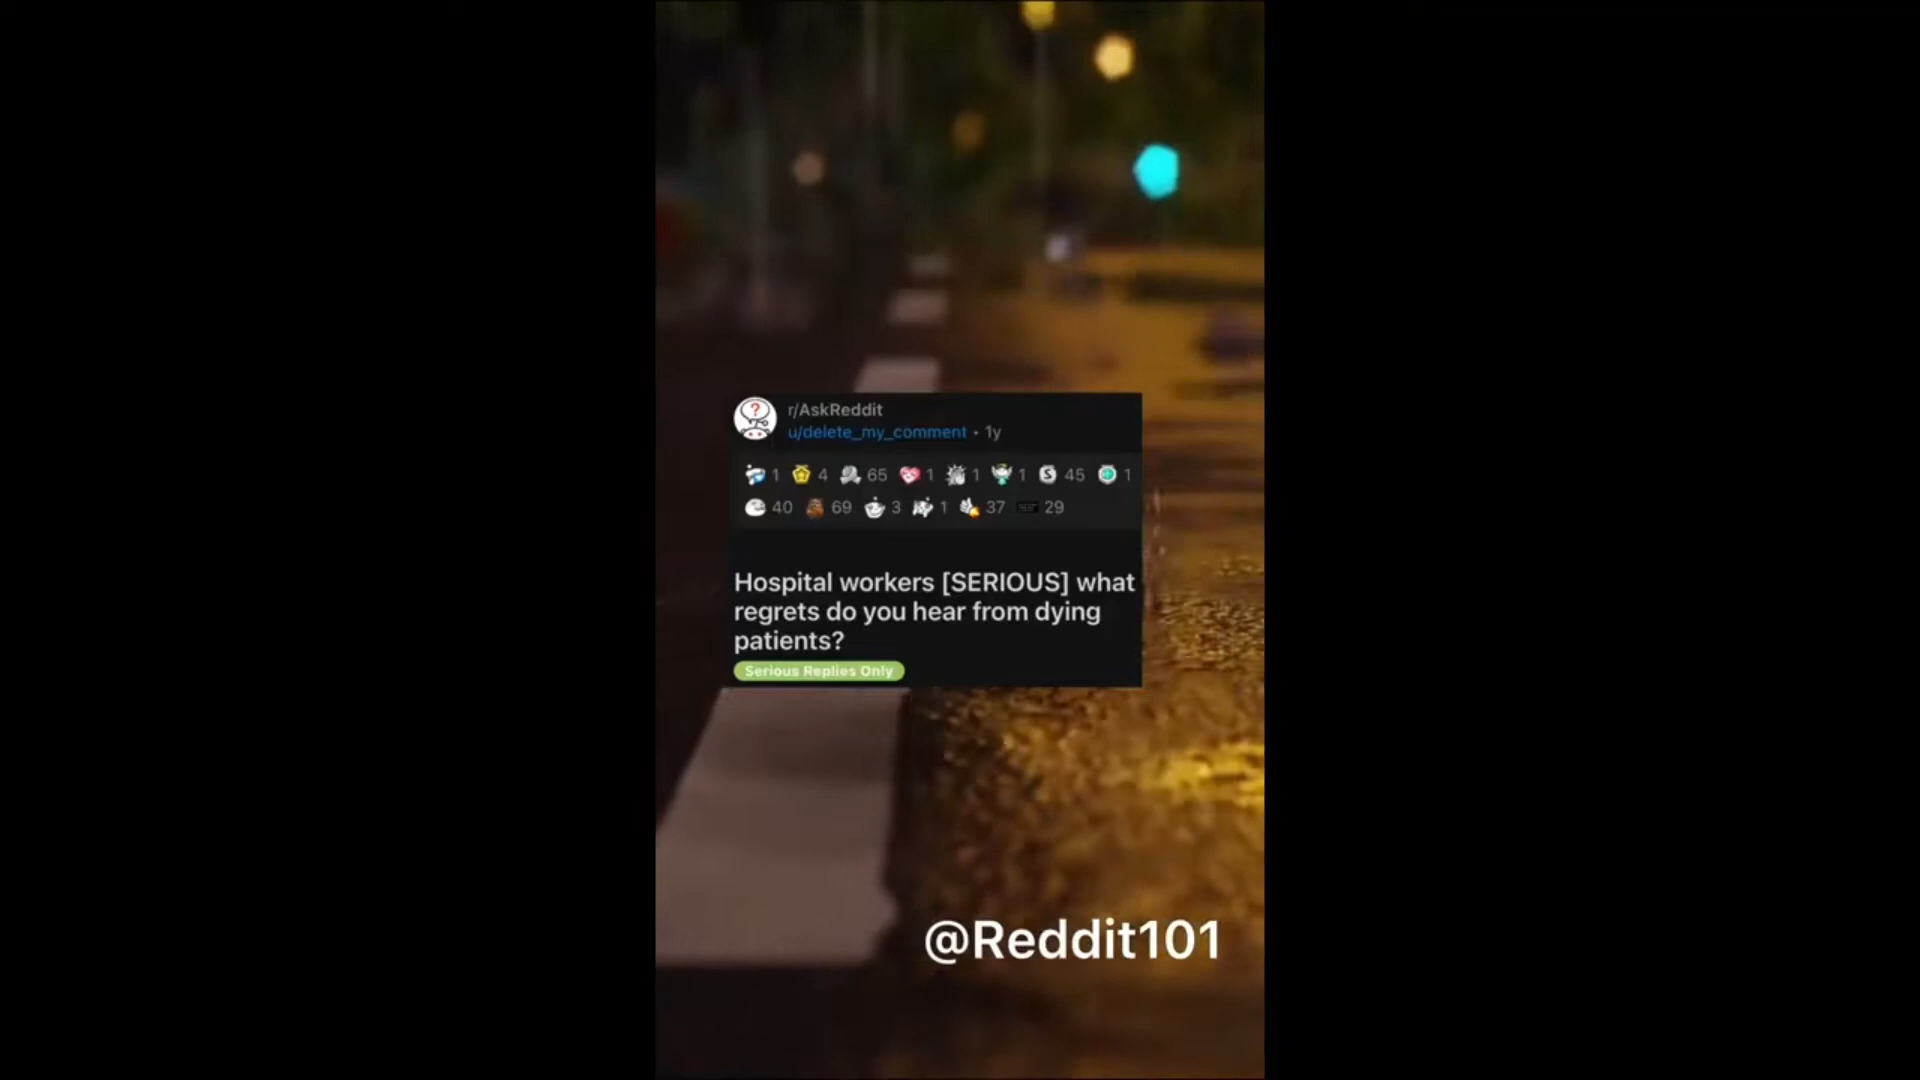 r/AskReddit
u/delete_my_comment • 1y
1 4 65 1 1 1 45 1
40 69 3 1 37 29
Hospital workers [SERIOUS] what
regrets do you hear from dying
patients?
Serious Replies Only
@Reddit101